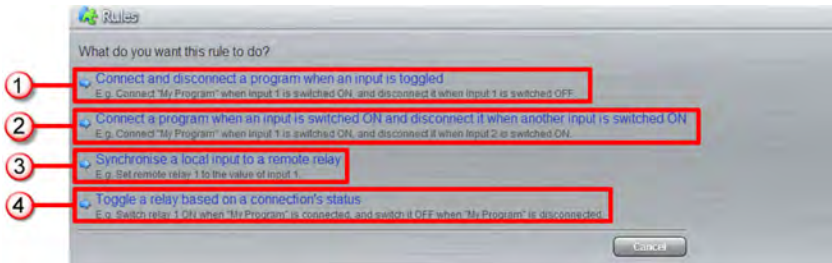 Rules
What do you want this rule to do?
1
Connect and disconnect a program when an input is toggled
E.g. Connect "My Program" when Input 1 is switched ON, and disconnect it when Input 1 is switched OFF.
2
Connect a program when an input is switched ON and disconnect it when another input is switched ON
E.g. Connect "My Program" when Input 1 is switched ON, and disconnect it when Input 2 is switched ON.
3
Synchronise a local input to a remote relay
E.g. Set remote relay 1 to the value of input 1.
4
Toggle a relay based on a connection's status
E.g. Switch relay 1 ON when "My Program" is connected, and switch it OFF when "My Program" is disconnected.
Cancel